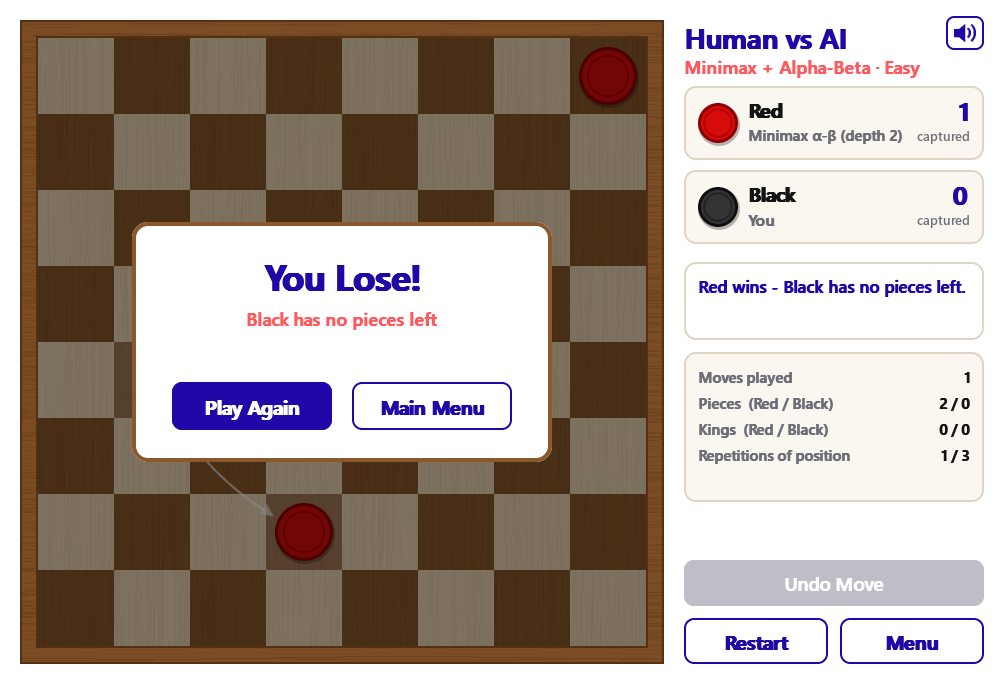 Human vs AI
Minimax + Alpha-Beta · Easy
Red 1
Minimax α-β (depth 2) captured
Black 0
You captured
Red wins - Black has no pieces left.
You Lose!
Black has no pieces left
Play Again Main Menu
Moves played 1
Pieces (Red / Black) 2 / 0
Kings (Red / Black) 0 / 0
Repetitions of position 1 / 3
Undo Move
Restart Menu